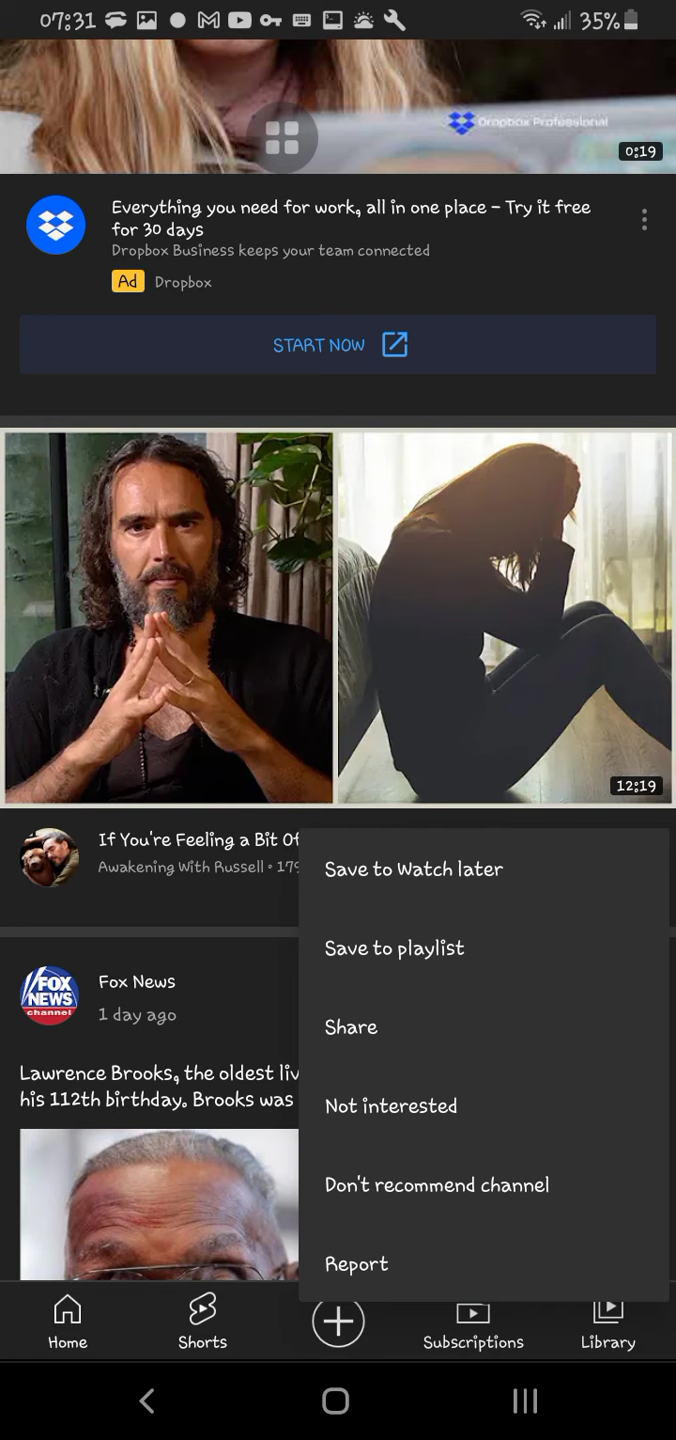 07:31
35%
Dropbox Professional
0:19
Everything you need for work, all in one place – Try it free
for 30 days
Dropbox Business keeps your team connected
Ad Dropbox
START NOW
12:19
If You're Feeling a Bit Of
Awakening With Russell • 179
Save to Watch later
Save to playlist
Share
Not interested
Don't recommend channel
Report
FOX
NEWS
channel
Fox News
1 day ago
Lawrence Brooks, the oldest liv
his 112th birthday. Brooks was
Home
Shorts
Subscriptions
Library